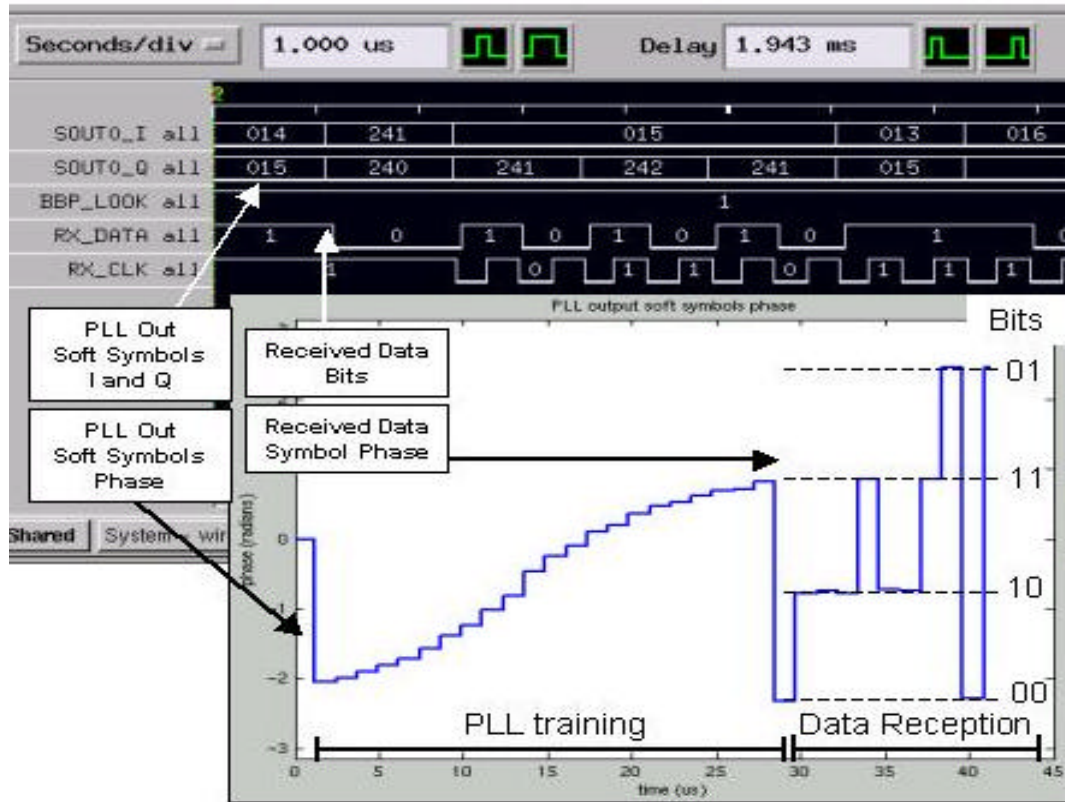 Seconds/div 1.000 us Delay 1.943 ms
SOUT0_I all 014 241 015 013 016
SOUT0_Q all 015 240 241 242 241 015
BBP_LOOK all 1
RX_DATA all 1 0 1 0 1 0 1 0 1
RX_CLK all 1 0 1 1 0 1 1 1 1
PLL output soft symbols phase
PLL Out
Soft Symbols
I and Q
Received Data
Bits
Bits
01
PLL Out
Soft Symbols
Phase
Received Data
Symbol Phase
11
Shared System - wir
phase (radians)
0
-1
10
-2
00
PLL training Data Reception
-3
0 5 10 15 20 25 30 35 40 45
time (us)